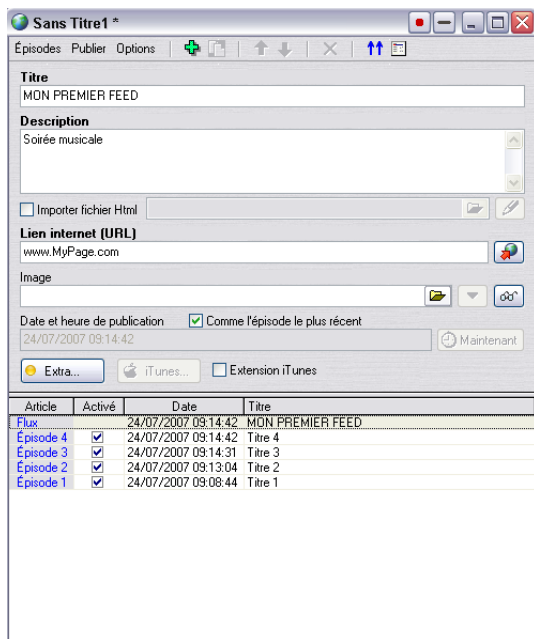 Sans Titre1 *
Épisodes Publier Options
Titre
MON PREMIER FEED
Description
Soirée musicale
Importer fichier Html
Lien internet (URL)
www.MyPage.com
Image
Date et heure de publication Comme l'épisode le plus récent
24/07/2007 09:14:42 Maintenant
Extra... iTunes... Extension iTunes
Article Activé Date Titre
Flux 24/07/2007 09:14:42 MON PREMIER FEED
Épisode 4 24/07/2007 09:14:42 Titre 4
Épisode 3 24/07/2007 09:14:31 Titre 3
Épisode 2 24/07/2007 09:13:04 Titre 2
Épisode 1 24/07/2007 09:08:44 Titre 1